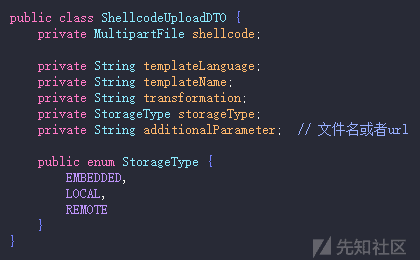 public class ShellcodeUploadDTO {
    private MultipartFile shellcode;

    private String templateLanguage;
    private String templateName;
    private String transformation;
    private StorageType storageType;
    private String additionalParameter;  // 文件名或者url

    public enum StorageType {
        EMBEDDED,
        LOCAL,
        REMOTE
    }
}
先知社区